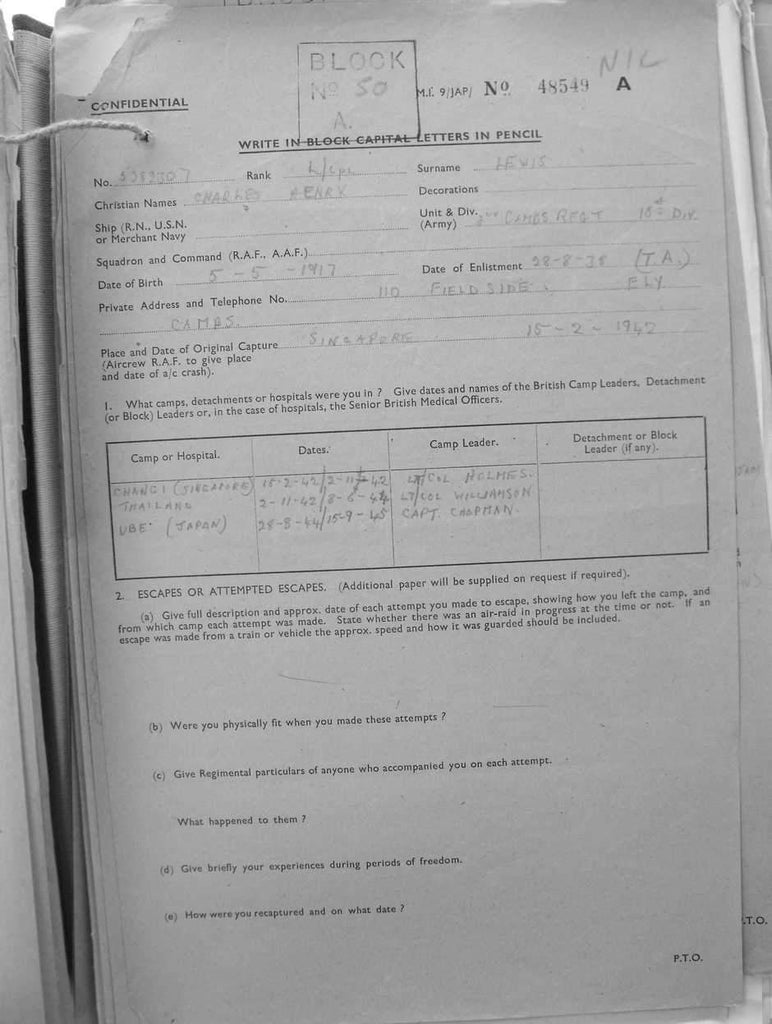 BLOCK
Nº 50
A.
NIL
M.f. 9/JAP/ Nº 48549 A
CONFIDENTIAL
WRITE IN BLOCK CAPITAL LETTERS IN PENCIL
No. Rank L/Cpl Surname LEWIS
Christian Names CHARLES HENRY Decorations
Ship (R.N., U.S.N. or Merchant Navy
Unit & Div. (Army) CAMBS REGT 18th DIV.
Squadron and Command (R.A.F., A.A.F.)
Date of Birth 5-5-1917 Date of Enlistment 28-8-38 (T.A.)
Private Address and Telephone No. 110 FIELDSIDE, ELY
CAMBS.
Place and Date of Original Capture SINGAPORE 15-2-1942
(Aircrew R.A.F. to give place
and date of a/c crash).
1. What camps, detachments or hospitals were you in ? Give dates and names of the British Camp Leaders, Detachment
(or Block) Leaders or, in the case of hospitals, the Senior British Medical Officers.
Camp or Hospital. Dates. Camp Leader. Detachment or Block Leader (if any).
CHANGI (SINGAPORE) 15-2-42/2-11-42 LT/COL HOLMES.
THAILAND 2-11-42/8-6-44 LT/COL WILLIAMSON
UBE (JAPAN) 28-8-44/15-9-45 CAPT. CHAPMAN.
2. ESCAPES OR ATTEMPTED ESCAPES. (Additional paper will be supplied on request if required).
(a) Give full description and approx. date of each attempt you made to escape, showing how you left the camp, and
from which camp each attempt was made. State whether there was an air-raid in progress at the time or not. If an
escape was made from a train or vehicle the approx. speed and how it was guarded should be included.
(b) Were you physically fit when you made these attempts ?
(c) Give Regimental particulars of anyone who accompanied you on each attempt.
What happened to them ?
(d) Give briefly your experiences during periods of freedom.
(e) How were you recaptured and on what date ?
P.T.O.
.T.O.